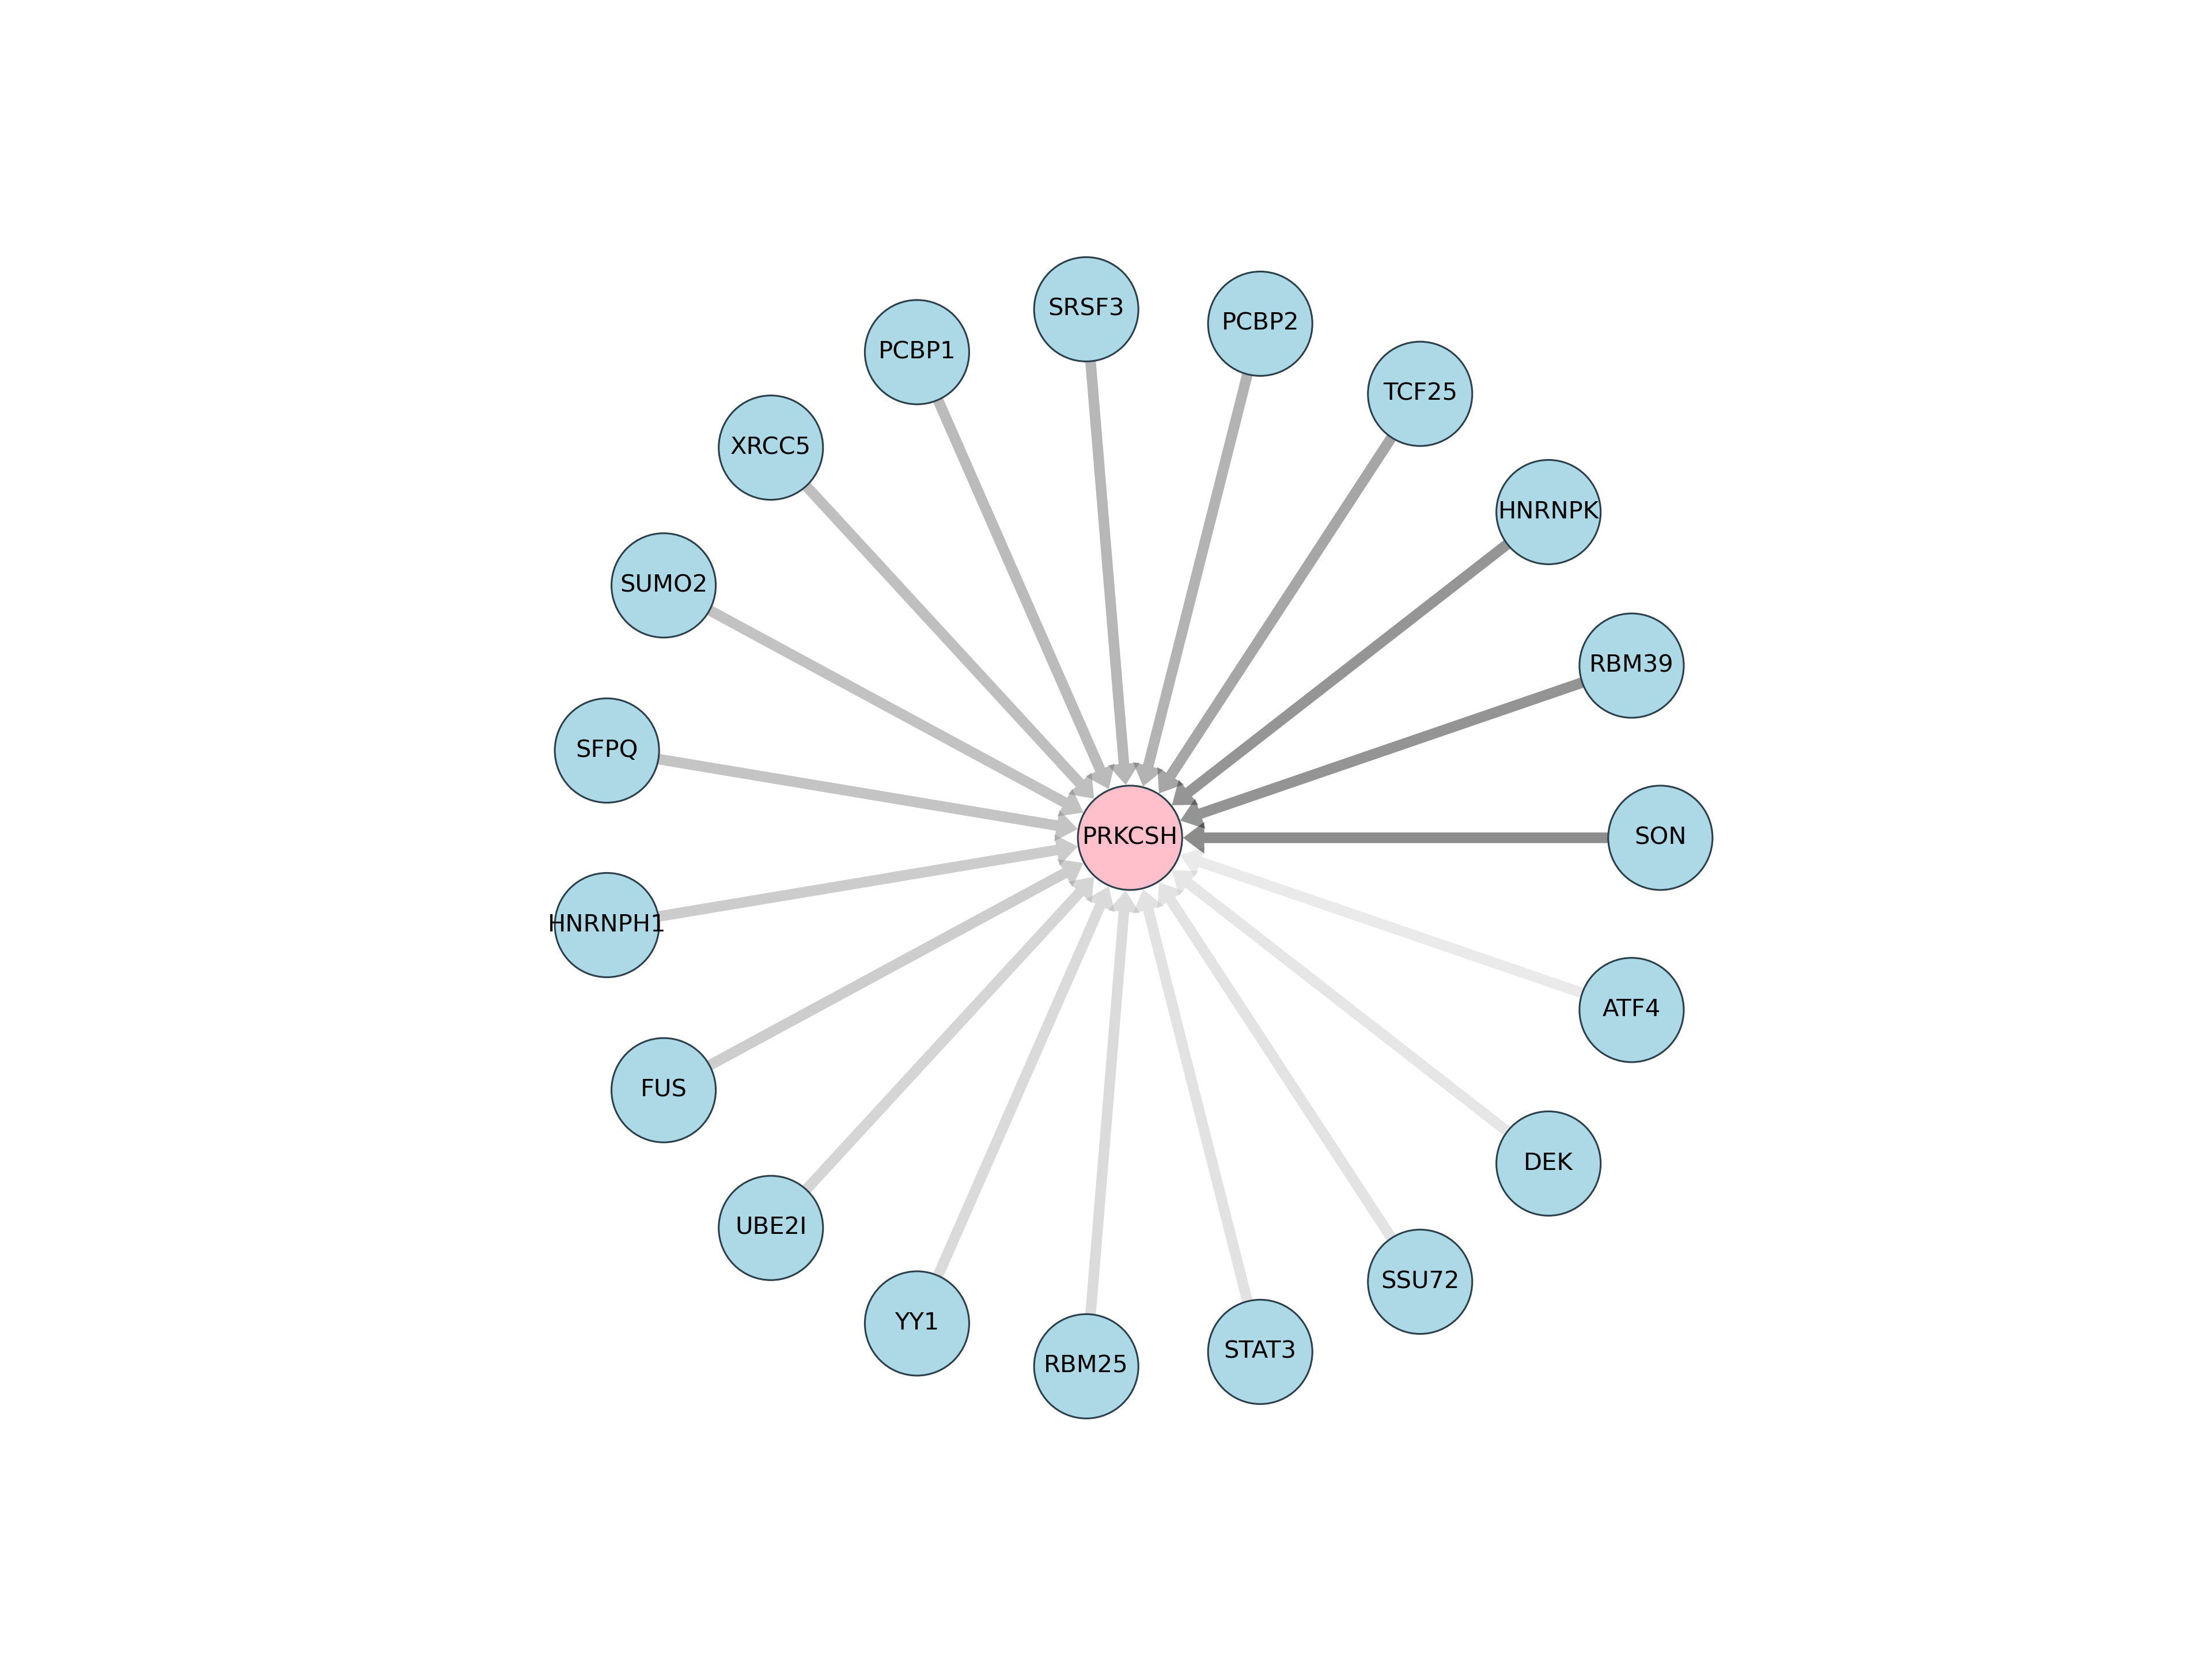 SRSF3
PCBP2
PCBP1
TCF25
XRCC5
HNRNPK
SUMO2
RBM39
SFPQ
PRKCSH
SON
HNRNPH1
ATF4
FUS
DEK
UBE2I
SSU72
YY1
STAT3
RBM25